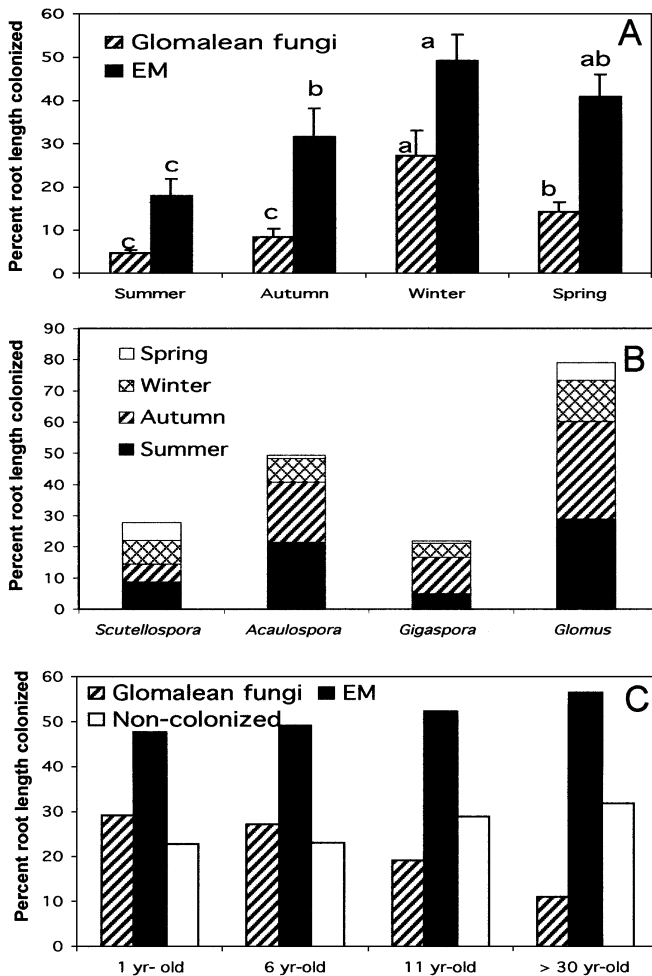 Percent root length colonized
60
50
40
30
20
10
0
Glomalean fungi
EM
A
c
c
c
b
a
a
b
ab
Summer Autumn Winter Spring
Percent root length colonized
90
80
70
60
50
40
30
20
10
0
Spring
Winter
Autumn
Summer
B
Scutellospora Acaulospora Gigaspora Glomus
Percent root length colonized
60
50
40
30
20
10
0
Glomalean fungi EM
Non-colonized
C
1 yr- old 6 yr-old 11 yr-old > 30 yr-old